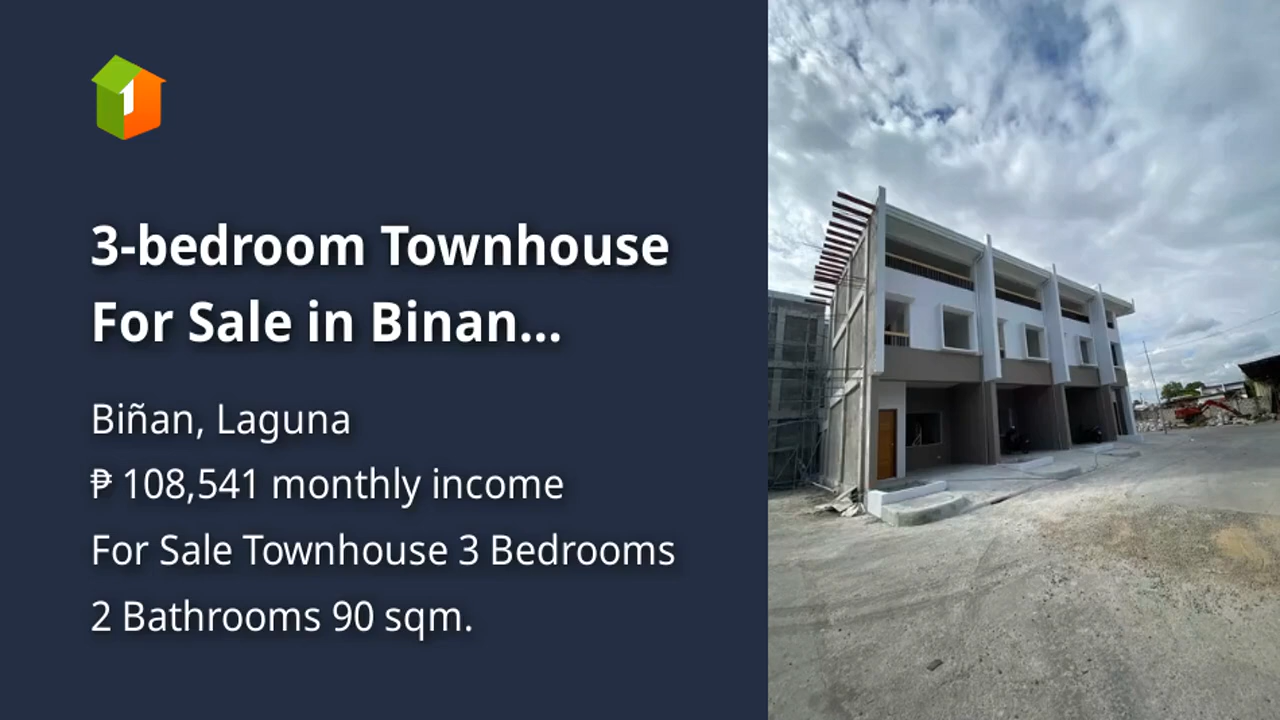 3-bedroom Townhouse
For Sale in Binan...
Biñan, Laguna
₱ 108,541 monthly income
For Sale Townhouse 3 Bedrooms
2 Bathrooms 90 sqm.